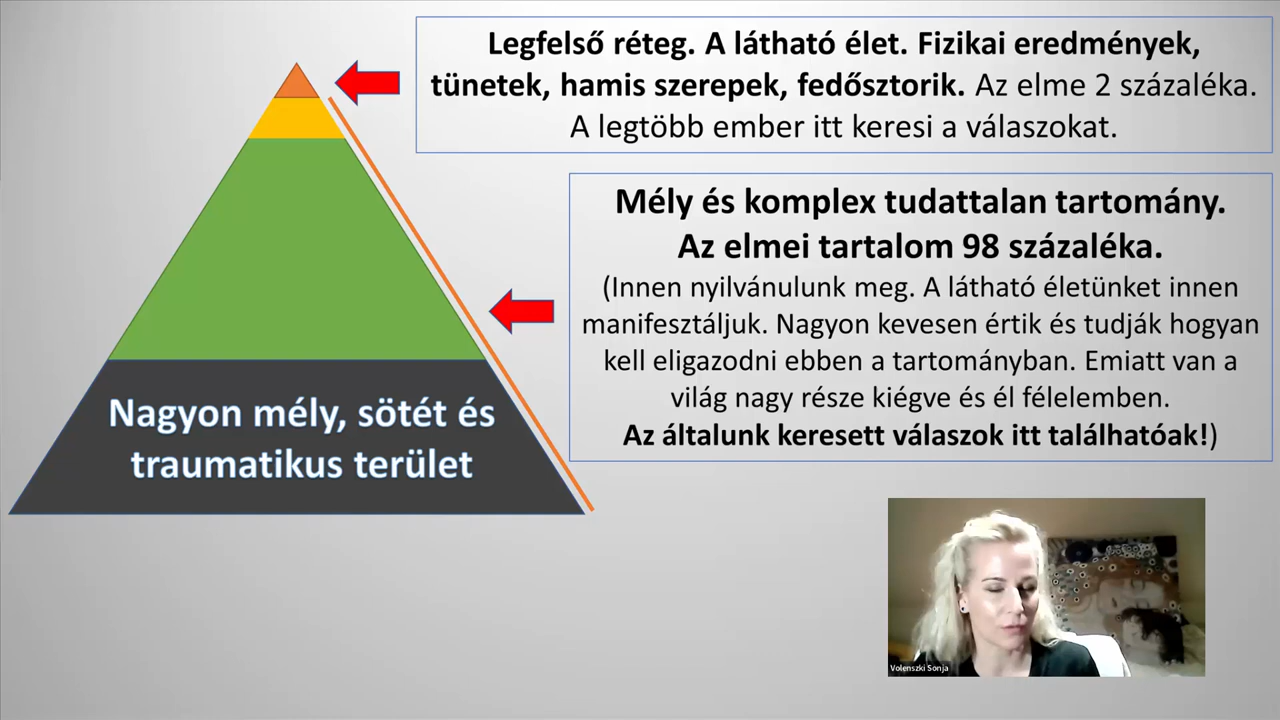 Legfelső réteg. A látható élet. Fizikai eredmények,
tünetek, hamis szerepek, fedősztorik. Az elme 2 százaléka.
A legtöbb ember itt keresi a válaszokat.
Mély és komplex tudattalan tartomány.
Az elmei tartalom 98 százaléka.
(Innen nyilvánulunk meg. A látható életünket innen
manifesztáljuk. Nagyon kevesen értik és tudják hogyan
kell eligazodni ebben a tartományban. Emiatt van a
világ nagy része kiégve és él félelemben.
Az általunk keresett válaszok itt találhatóak!)
Nagyon mély, sötét és
traumatikus terület
Volenszki Sonja